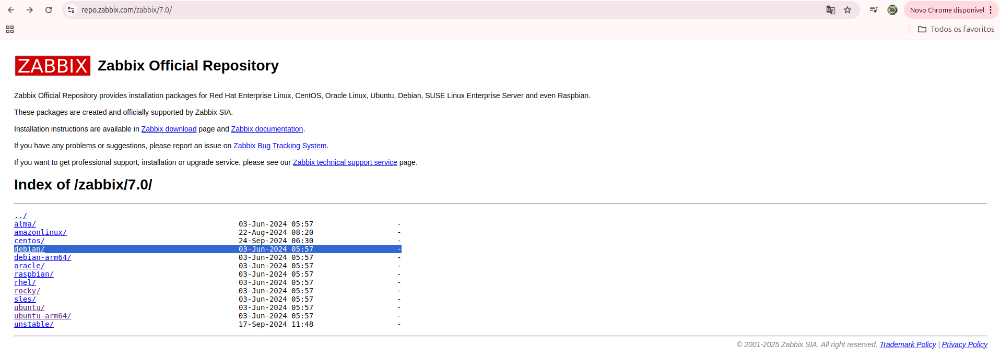 repo.zabbix.com/zabbix/7.0/
Novo Chrome disponível
Todos os favoritos
ZABBIX Zabbix Official Repository
Zabbix Official Repository provides installation packages for Red Hat Enterprise Linux, CentOS, Oracle Linux, Ubuntu, Debian, SUSE Linux Enterprise Server and even Raspbian.
These packages are created and officially supported by Zabbix SIA.
Installation instructions are available in Zabbix download page and Zabbix documentation.
If you have any problems or suggestions, please report an issue on Zabbix Bug Tracking System.
If you want to get professional support, installation or upgrade service, please see our Zabbix technical support service page.
Index of /zabbix/7.0/
../
alma/ 03-Jun-2024 05:57 -
amazonlinux/ 22-Aug-2024 08:20 -
centos/ 24-Sep-2024 06:30 -
debian/ 03-Jun-2024 05:57 -
debian-arm64/ 03-Jun-2024 05:57 -
oracle/ 03-Jun-2024 05:57 -
raspbian/ 03-Jun-2024 05:57 -
rhel/ 03-Jun-2024 05:57 -
rocky/ 03-Jun-2024 05:57 -
sles/ 03-Jun-2024 05:57 -
ubuntu/ 03-Jun-2024 05:57 -
ubuntu-arm64/ 03-Jun-2024 05:57 -
unstable/ 17-Sep-2024 11:48 -
© 2001-2025 Zabbix SIA. All right reserved. Trademark Policy | Privacy Policy